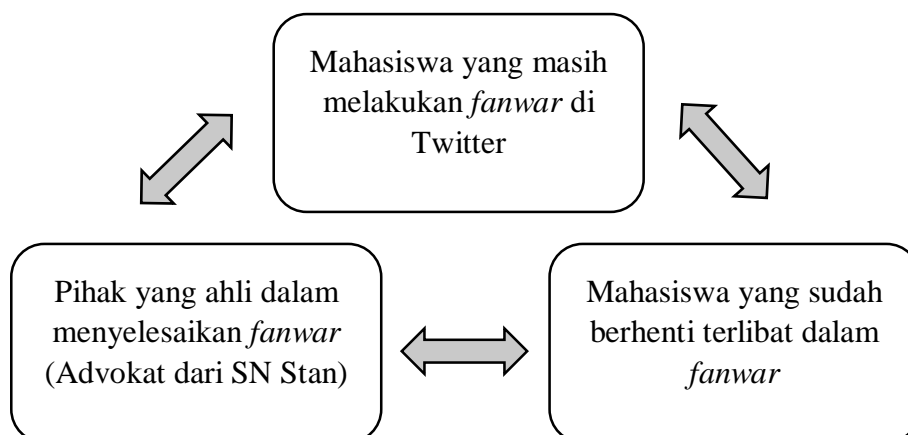 Mahasiswa yang masih
melakukan fanwar di
Twitter
Pihak yang ahli dalam
menyelesaikan fanwar
(Advokat dari SN Stan)
Mahasiswa yang sudah
berhenti terlibat dalam
fanwar